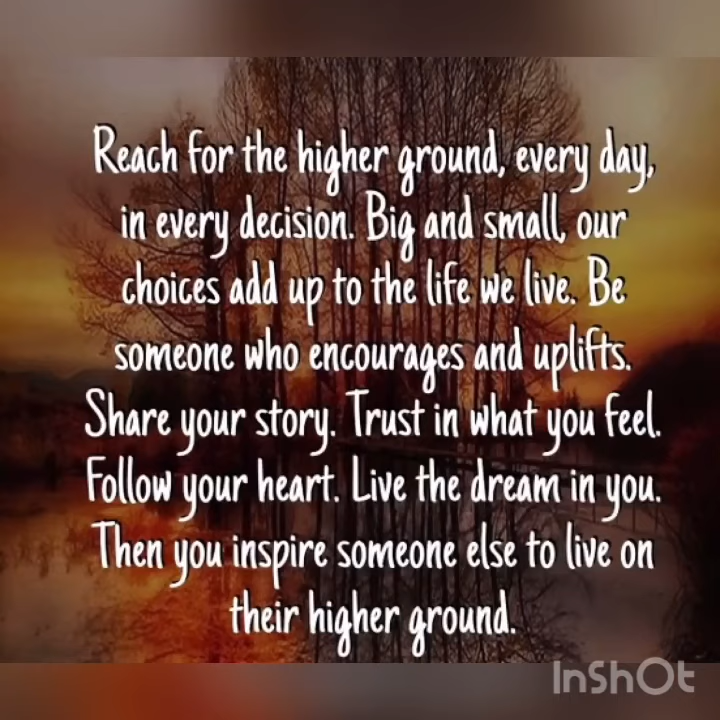 Reach for the higher ground, every day,
in every decision. Big and small, our
choices add up to the life we live. Be
someone who encourages and uplifts.
Share your story. Trust in what you feel.
Follow your heart. Live the dream in you.
Then you inspire someone else to live on
their higher ground.
InShOt